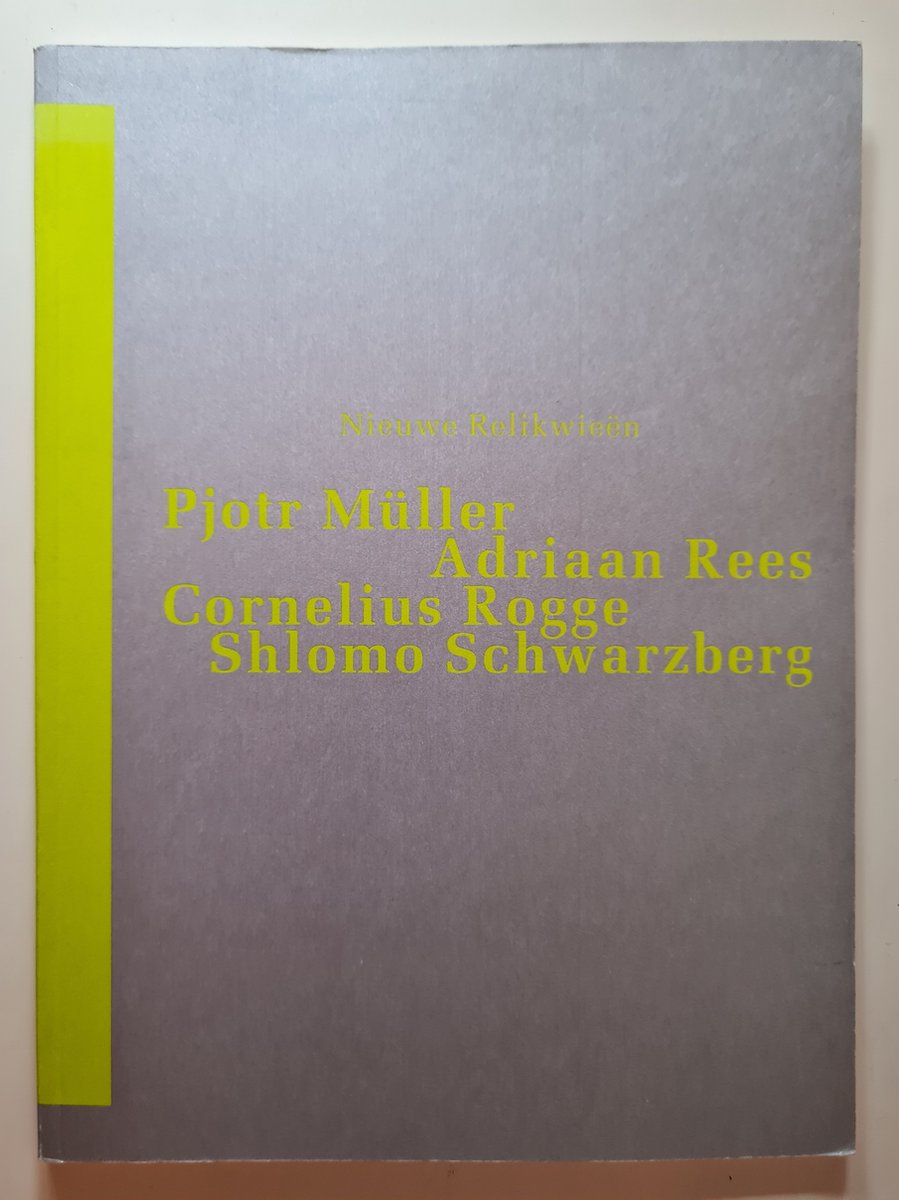 Nieuwe Relikwieën
Pjotr Müller
Adriaan Rees
Cornelius Rogge
Shlomo Schwarzberg